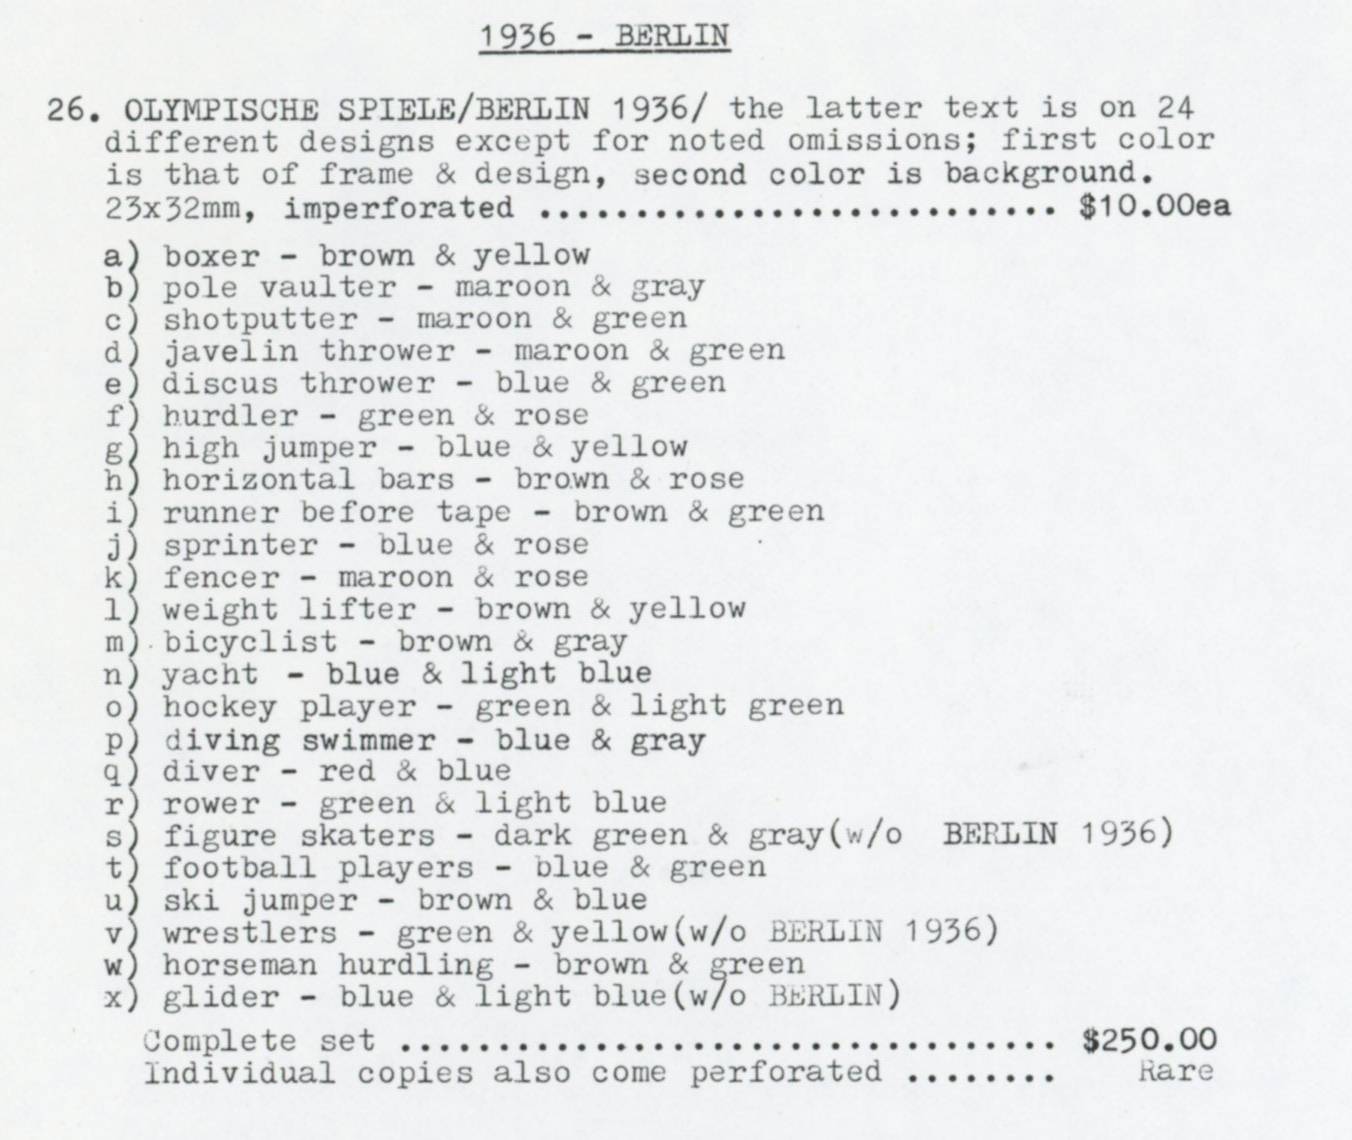 1936 - BERLIN
26. OLYMPISCHE SPIELE/BERLIN 1936/ the latter text is on 24
different designs except for noted omissions; first color
is that of frame & design, second color is background.
23x32mm, imperforated ........................... $10.00ea
a) boxer - brown & yellow
b) pole vaulter - maroon & gray
c) shotputter - maroon & green
d) javelin thrower - maroon & green
e) discus thrower - blue & green
f) hurdler - green & rose
g) high jumper - blue & yellow
h) horizontal bars - brown & rose
i) runner before tape - brown & green
j) sprinter - blue & rose
k) fencer - maroon & rose
l) weight lifter - brown & yellow
m) bicyclist - brown & gray
n) yacht - blue & light blue
o) hockey player - green & light green
p) diving swimmer - blue & gray
q) diver - red & blue
r) rower - green & light blue
s) figure skaters - dark green & gray(w/o BERLIN 1936)
t) football players - blue & green
u) ski jumper - brown & blue
v) wrestlers - green & yellow(w/o BERLIN 1936)
w) horseman hurdling - brown & green
x) glider - blue & light blue(w/o BERLIN)
Complete set .................................. $250.00
Individual copies also come perforated ........ Rare